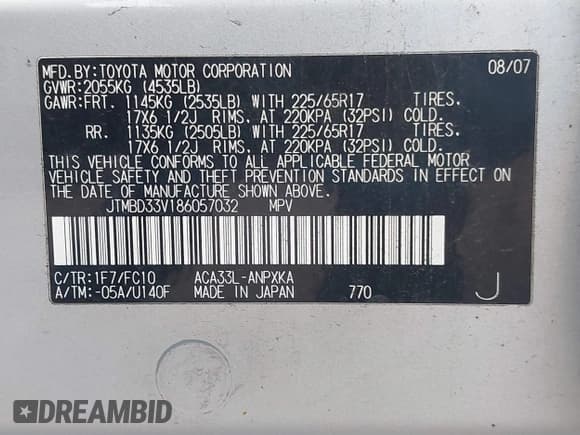 MFD.BY:TOYOTA MOTOR CORPORATION 08/07
GVWR:2055KG (4535LB)
GAWR:FRT. 1145KG (2535LB) WITH 225/65R17 TIRES.
17X6 1/2J RIMS. AT 220KPA (32PSI) COLD.
RR. 1135KG (2505LB) WITH 225/65R17 TIRES.
17X6 1/2J RIMS. AT 220KPA (32PSI) COLD.
THIS VEHICLE CONFORMS TO ALL APPLICABLE FEDERAL MOTOR
VEHICLE SAFETY AND THEFT PREVENTION STANDARDS IN EFFECT
ON THE DATE OF MANUFACTURE SHOWN ABOVE.
JTMBD33V186057032 MPV
C/TR:1F7/FC10 ACA33L-ANPXKA
A/TM:-05A/U140F MADE IN JAPAN 770 J
DREAMBID